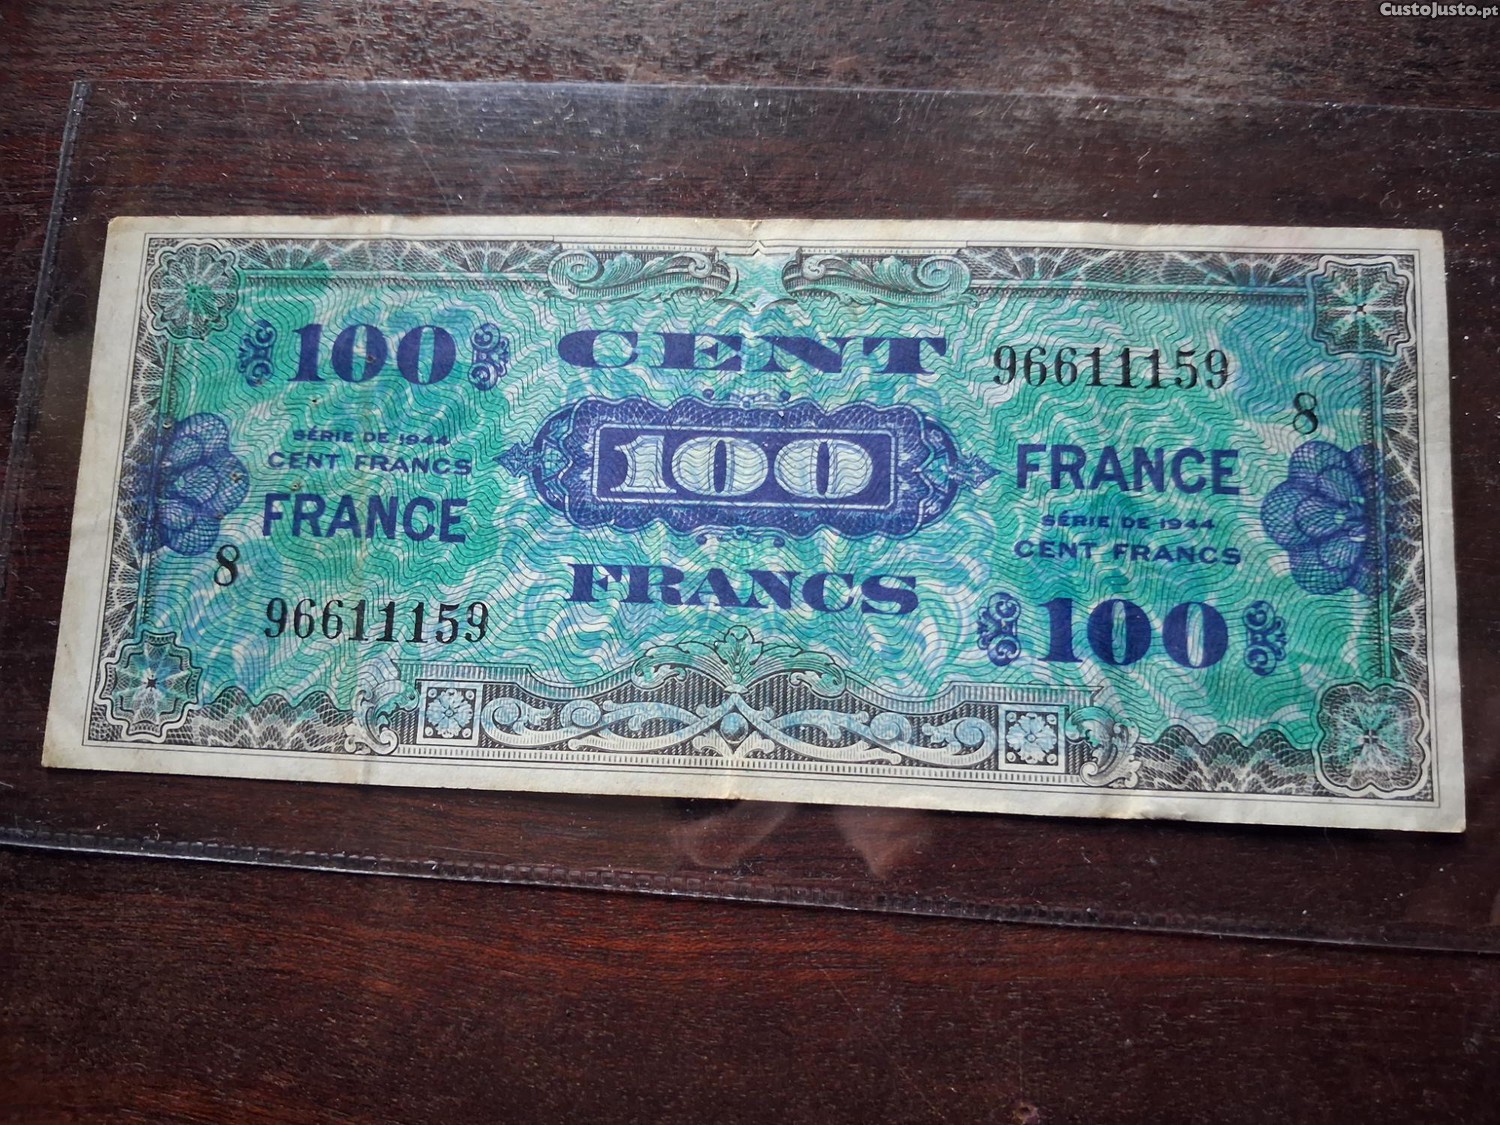 CustoJusto.pt
100 CENT 96611159
8
SÉRIE DE 1944
CENT FRANCS
FRANCE
100
FRANCE
SÉRIE DE 1944
CENT FRANCS
8
96611159
FRANCS
100